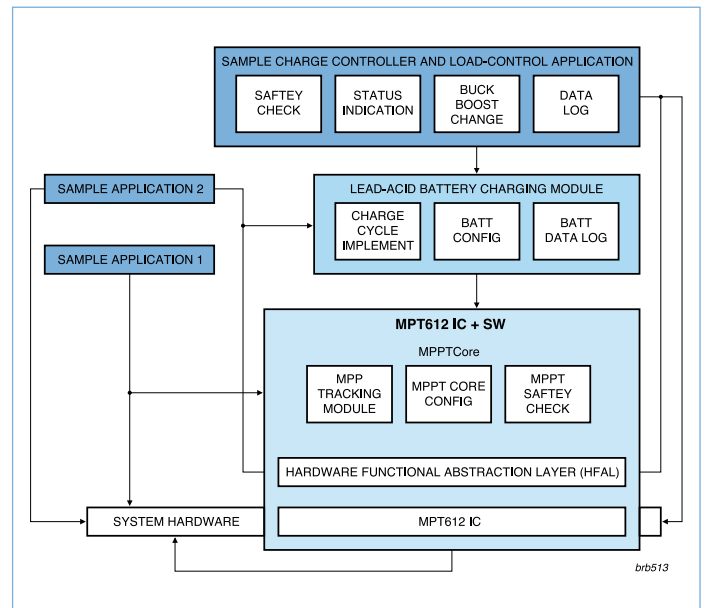 SAMPLE CHARGE CONTROLLER AND LOAD-CONTROL APPLICATION
SAFTEY
CHECK
STATUS
INDICATION
BUCK
BOOST
CHANGE
DATA
LOG
SAMPLE APPLICATION 2
LEAD-ACID BATTERY CHARGING MODULE
CHARGE
CYCLE
IMPLEMENT
BATT
CONFIG
BATT
DATA LOG
SAMPLE APPLICATION 1
MPT612 IC + SW
MPPTCore
MPP
TRACKING
MODULE
MPPT CORE
CONFIG
MPPT
SAFTEY
CHECK
HARDWARE FUNCTIONAL ABSTRACTION LAYER (HFAL)
SYSTEM HARDWARE
MPT612 IC
brb513